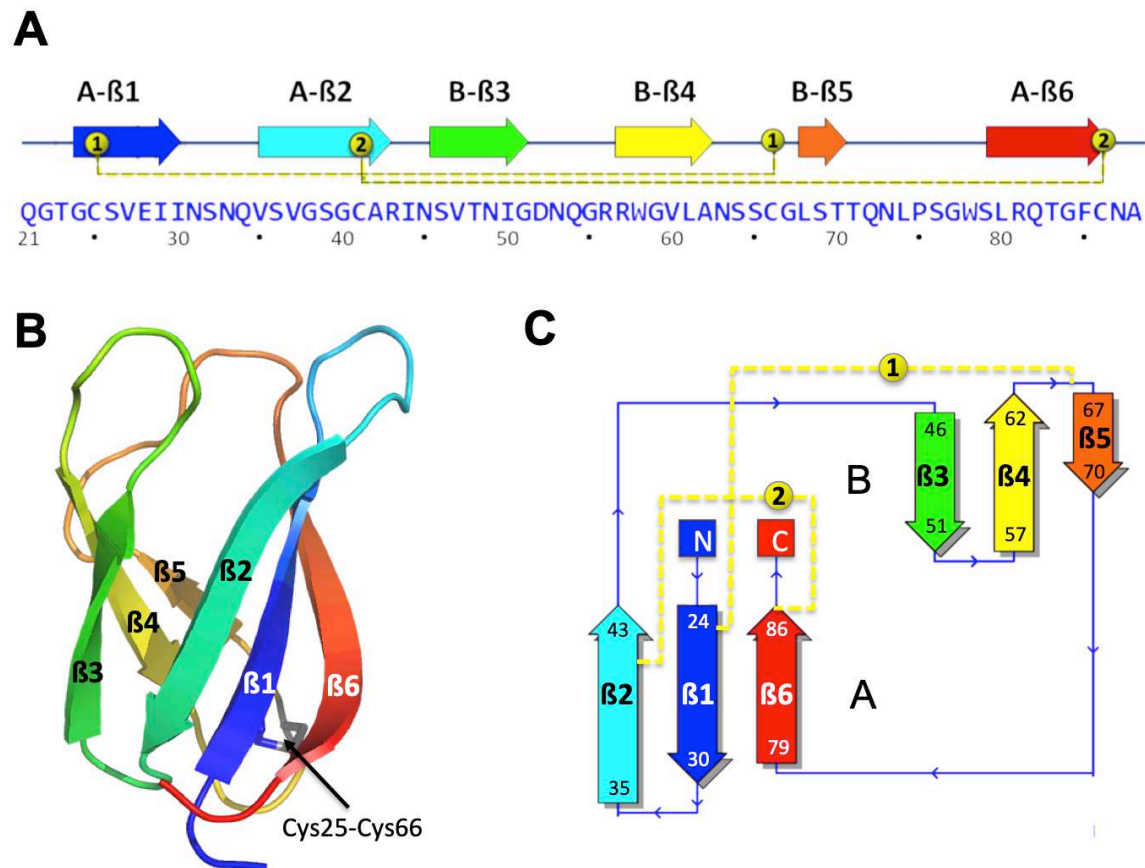 A
A-ß1 A-ß2 B-ß3 B-ß4 B-ß5 A-ß6
1 2 1 2
QGTGCSVEIINSNQVSVGSGCARINSVTNIGDNQGRRWGVLANSSCGLSTTQNLPSGWSLRQTGFCNA
21 • 30 • 40 • 50 • 60 • 70 • 80 •
B
ß5
ß2
ß4
ß3
ß1
ß6
Cys25-Cys66
C
1
46
62
67
ß5
ß3
ß4
70
B
51
57
2
N
C
43
24
86
ß2
ß1
ß6
A
35
30
79